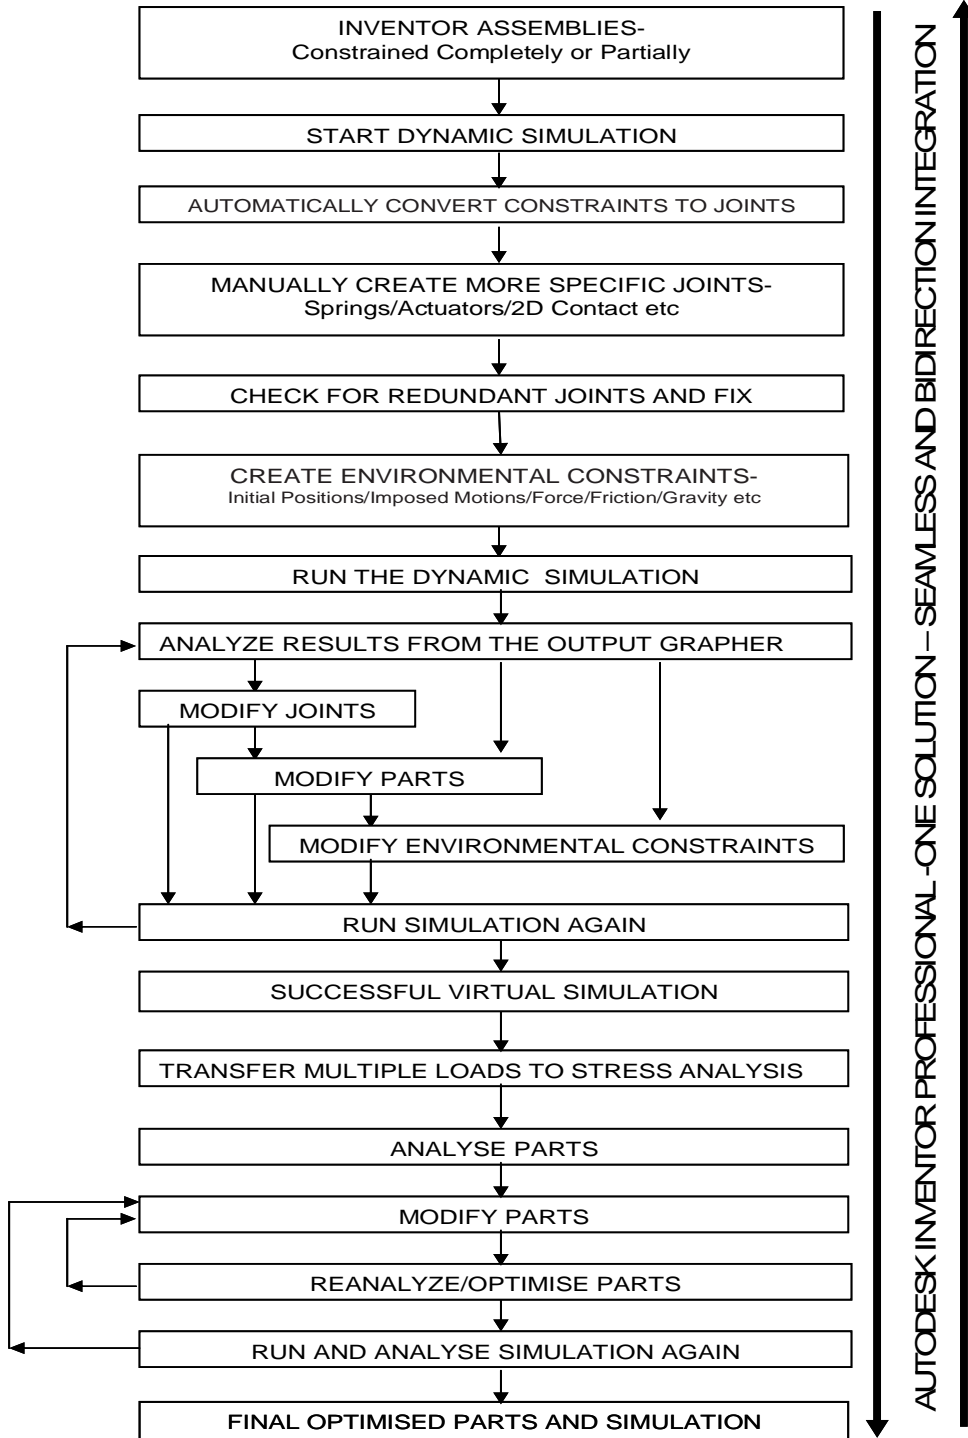 INVENTOR ASSEMBLIES-
Constrained Completely or Partially
START DYNAMIC SIMULATION
AUTOMATICALLY CONVERT CONSTRAINTS TO JOINTS
MANUALLY CREATE MORE SPECIFIC JOINTS-
Springs/Actuators/2D Contact etc
CHECK FOR REDUNDANT JOINTS AND FIX
CREATE ENVIRONMENTAL CONSTRAINTS-
Initial Positions/Imposed Motions/Force/Friction/Gravity etc
RUN THE DYNAMIC  SIMULATION
ANALYZE RESULTS FROM THE OUTPUT GRAPHER
MODIFY JOINTS
MODIFY PARTS
MODIFY ENVIRONMENTAL CONSTRAINTS
RUN SIMULATION AGAIN
SUCCESSFUL VIRTUAL SIMULATION
TRANSFER MULTIPLE LOADS TO STRESS ANALYSIS
ANALYSE PARTS
MODIFY PARTS
REANALYZE/OPTIMISE PARTS
RUN AND ANALYSE SIMULATION AGAIN
FINAL OPTIMISED PARTS AND SIMULATION
AUTODESK INVENTOR PROFESSIONAL -ONE SOLUTION – SEAMLESS AND BIDIRECTION INTEGRATION